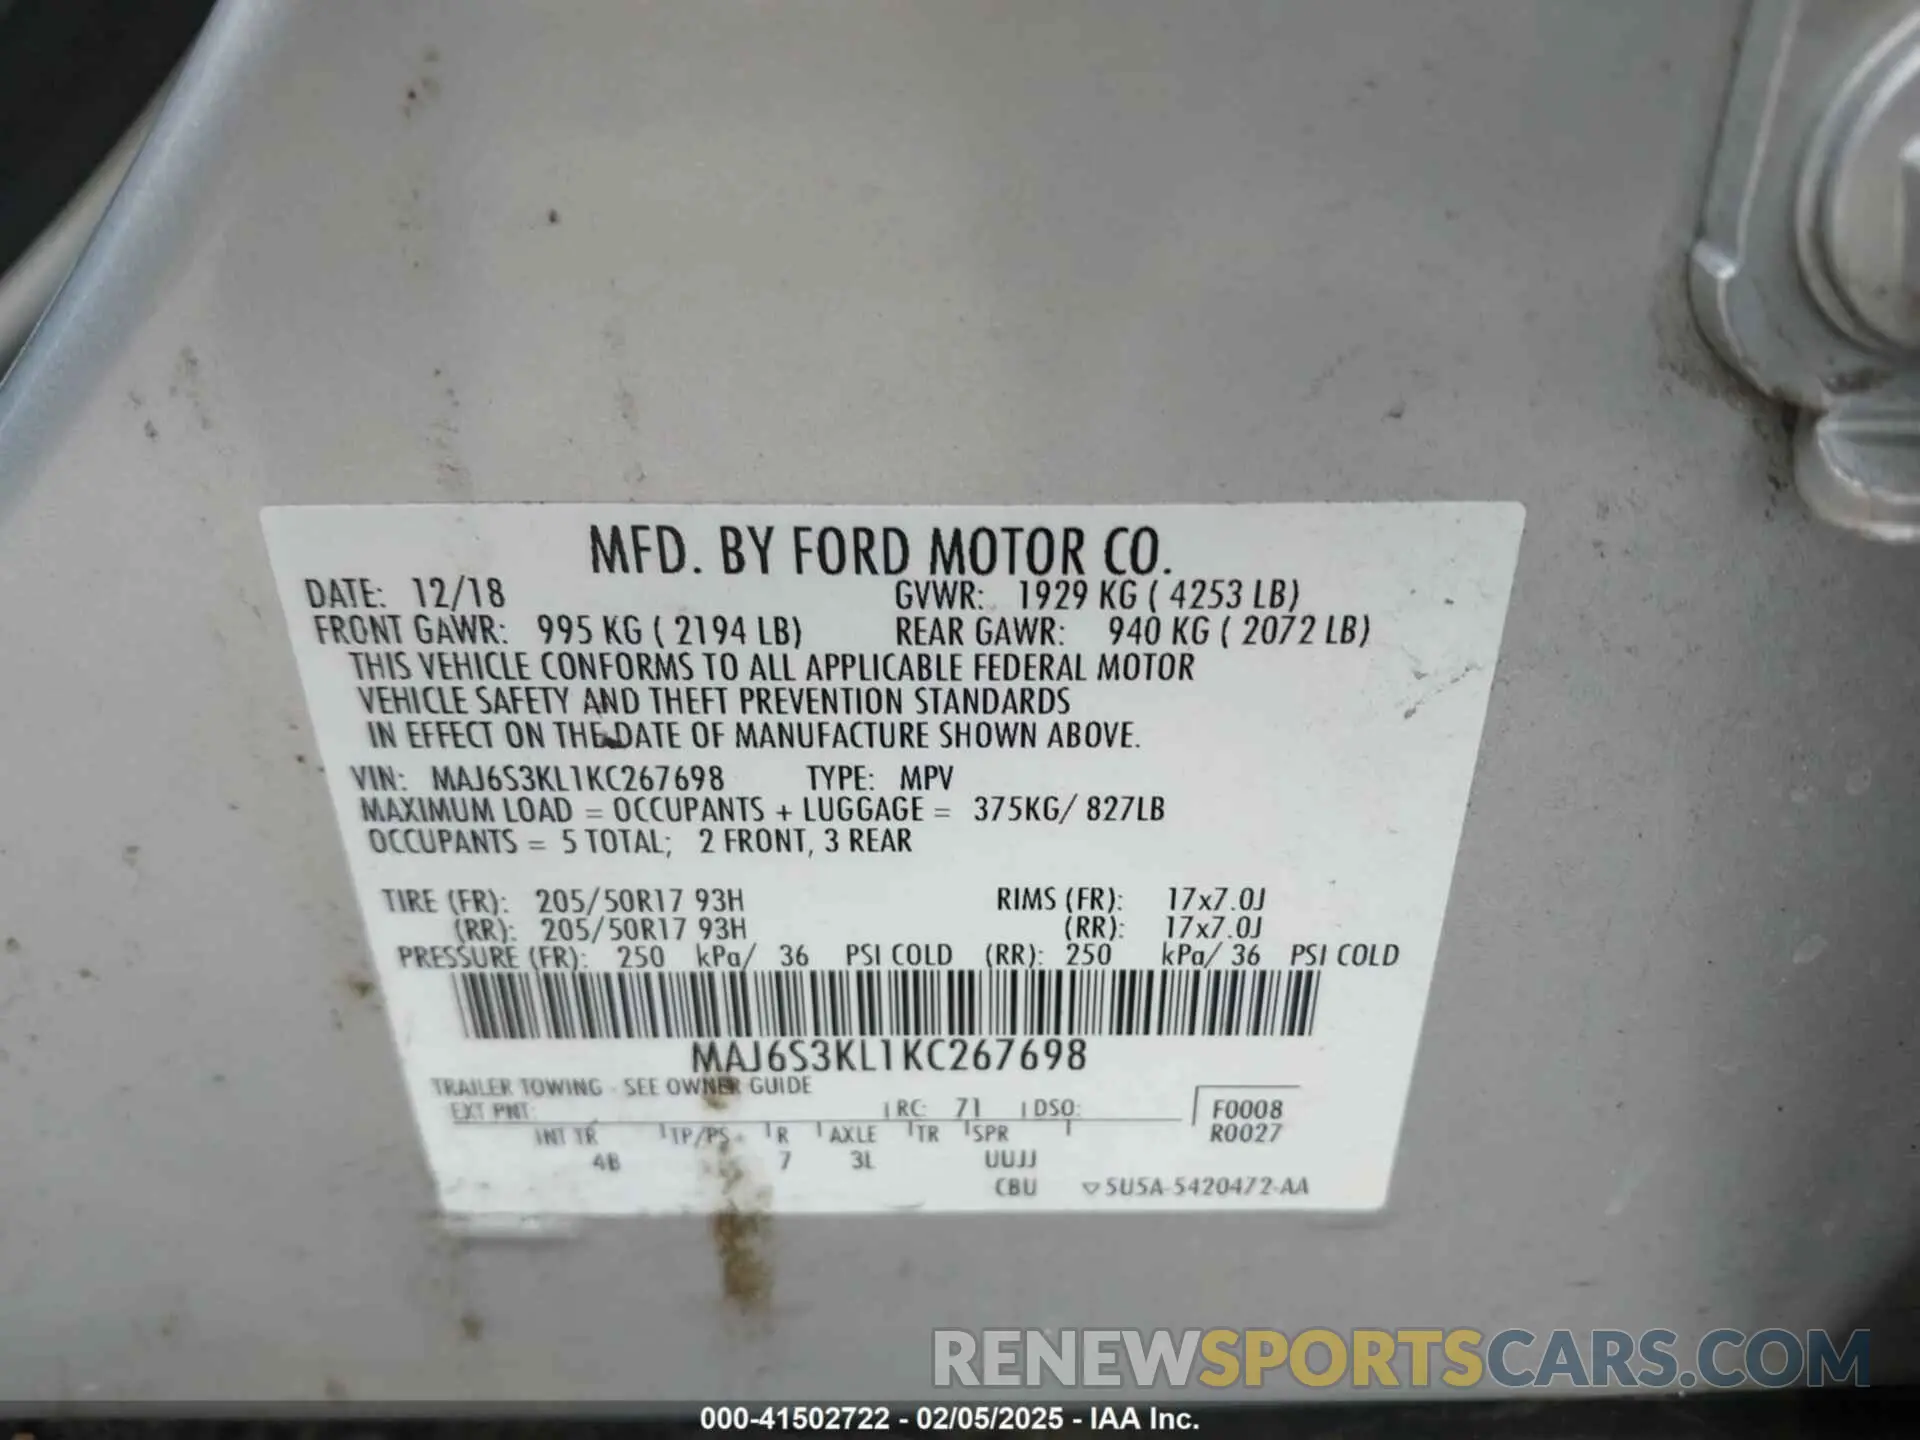 MFD. BY FORD MOTOR CO.
DATE: 12/18 GVWR: 1929 KG ( 4253 LB)
FRONT GAWR: 995 KG ( 2194 LB) REAR GAWR: 940 KG ( 2072 LB)
THIS VEHICLE CONFORMS TO ALL APPLICABLE FEDERAL MOTOR
VEHICLE SAFETY AND THEFT PREVENTION STANDARDS
IN EFFECT ON THE DATE OF MANUFACTURE SHOWN ABOVE.
VIN: MAJ6S3KL1KC267698 TYPE: MPV
MAXIMUM LOAD = OCCUPANTS + LUGGAGE = 375KG/ 827LB
OCCUPANTS = 5 TOTAL; 2 FRONT, 3 REAR
TIRE (FR): 205/50R17 93H RIMS (FR): 17x7.0J
(RR): 205/50R17 93H (RR): 17x7.0J
PRESSURE (FR): 250 kPa/ 36 PSI COLD (RR): 250 kPa/ 36 PSI COLD
MAJ6S3KL1KC267698
TRAILER TOWING - SEE OWNER GUIDE
EXT PNT: RC: 71 DSO: F0008
INT TR TP/PS R AXLE TR SPR R0027
4B 7 3L UUJJ
CBU ▽5U5A-5420472-AA
RENEWSPORTSCARS.COM
000-41502722 - 02/05/2025 - IAA Inc.